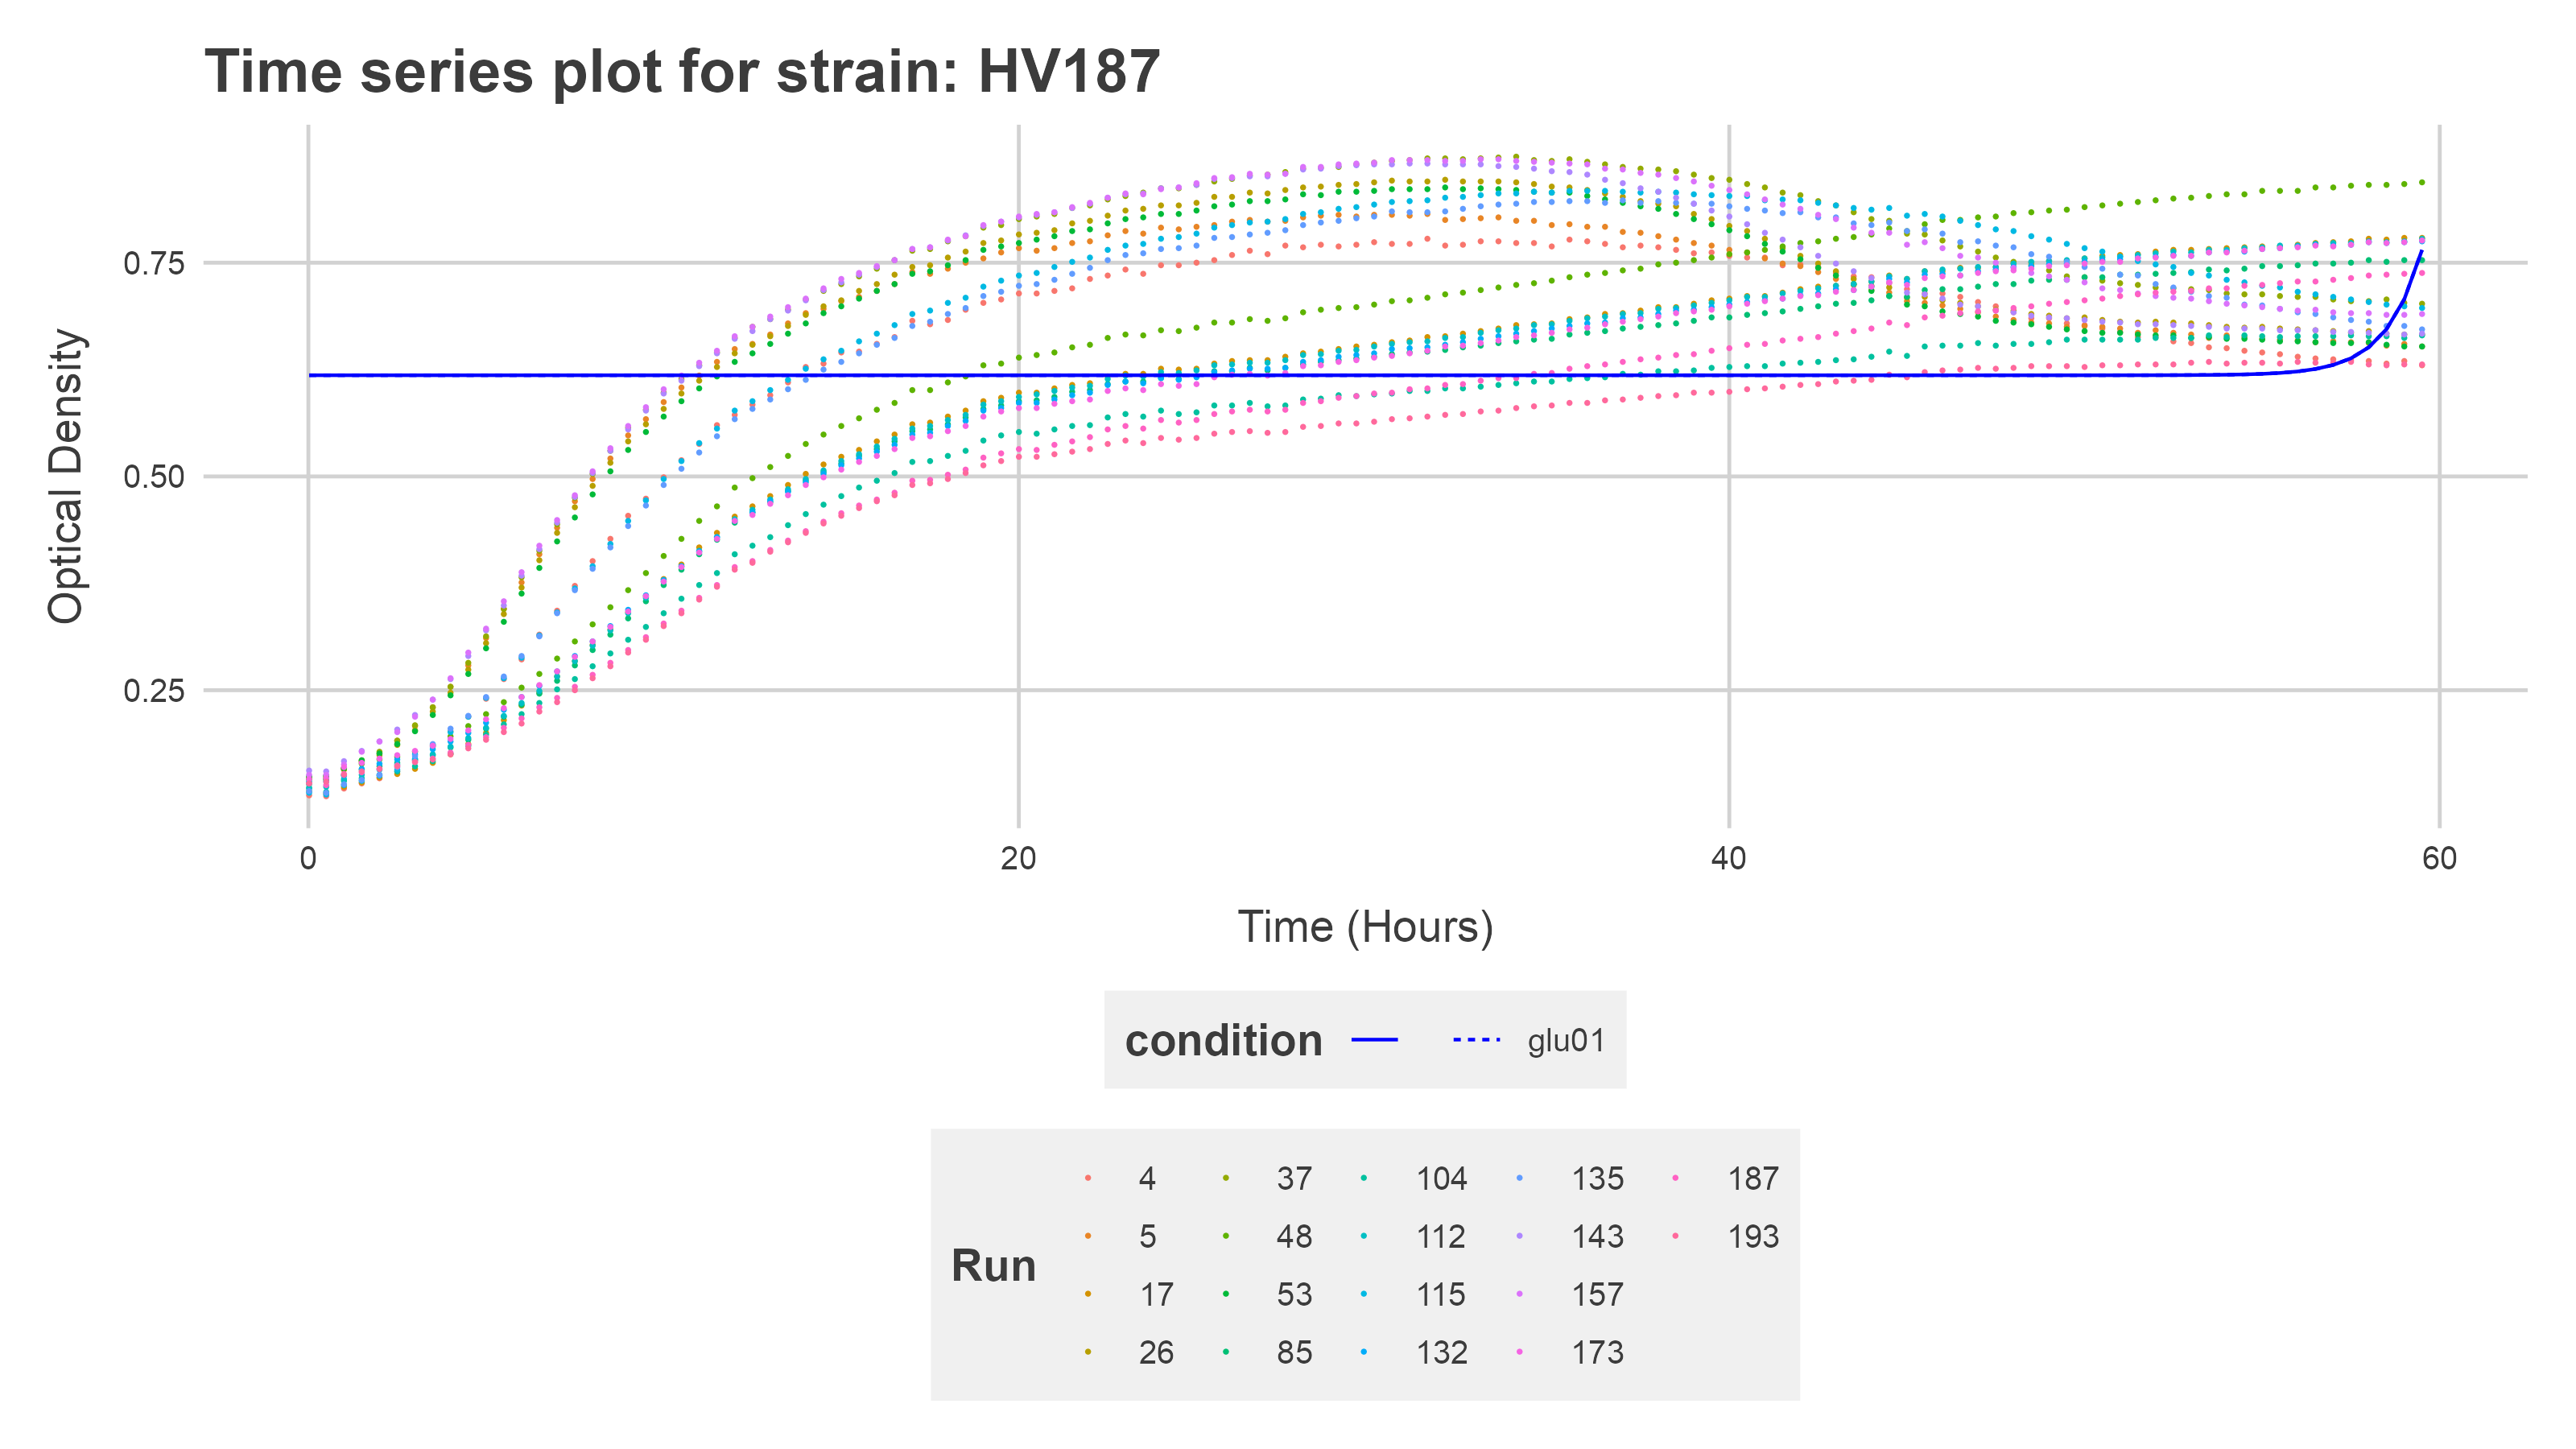 Time series plot for strain: HV187
Optical Density
0.75
0.50
0.25
0 20 40 60
Time (Hours)
condition glu01
Run
4 37 104 135 187
5 48 112 143 193
17 53 115 157
26 85 132 173